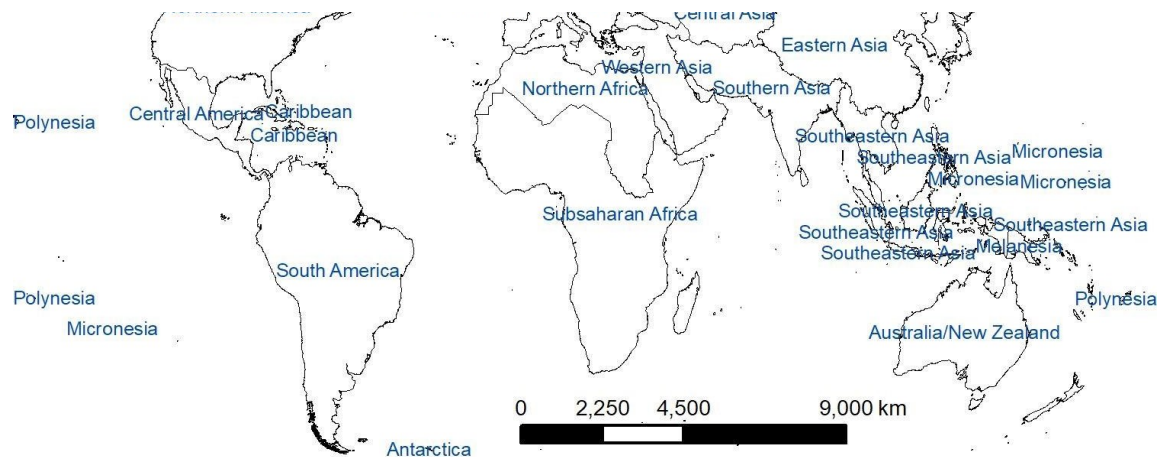 Central Asia
Eastern Asia
Western Asia
Northern Africa
Southern Asia
Central America
Caribbean
Polynesia
Caribbean
Southeastern Asia
Micronesia
Southeastern Asia
Micronesia
Micronesia
Southeastern Asia
Subsaharan Africa
Southeastern Asia
Southeastern Asia
Melanesia
Southeastern Asia
South America
Polynesia
Polynesia
Micronesia
Australia/New Zealand
0 2,250 4,500 9,000 km
Antarctica